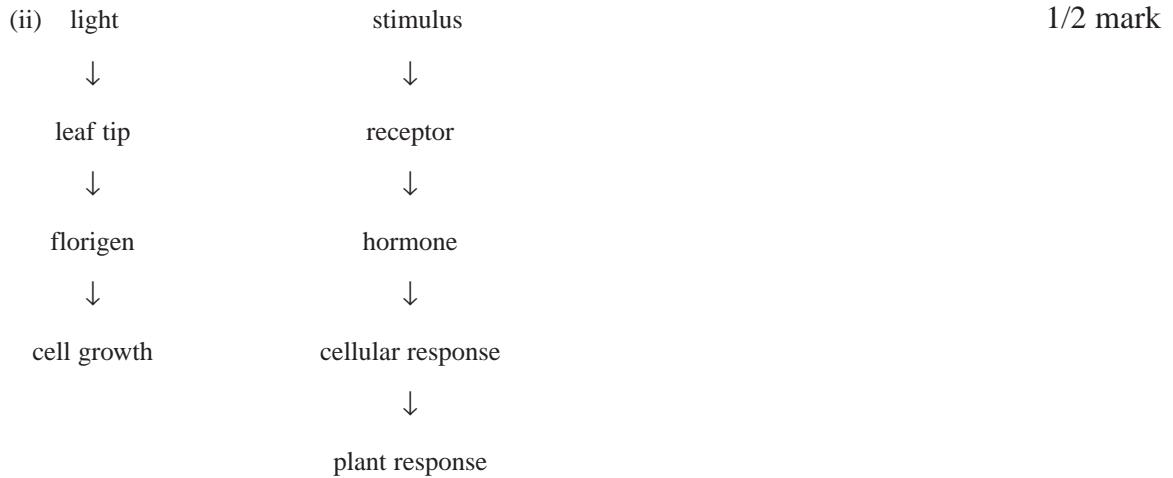 (ii) light stimulus 1/2 mark
↓ ↓
leaf tip receptor
↓ ↓
florigen hormone
↓ ↓
cell growth cellular response
↓
plant response